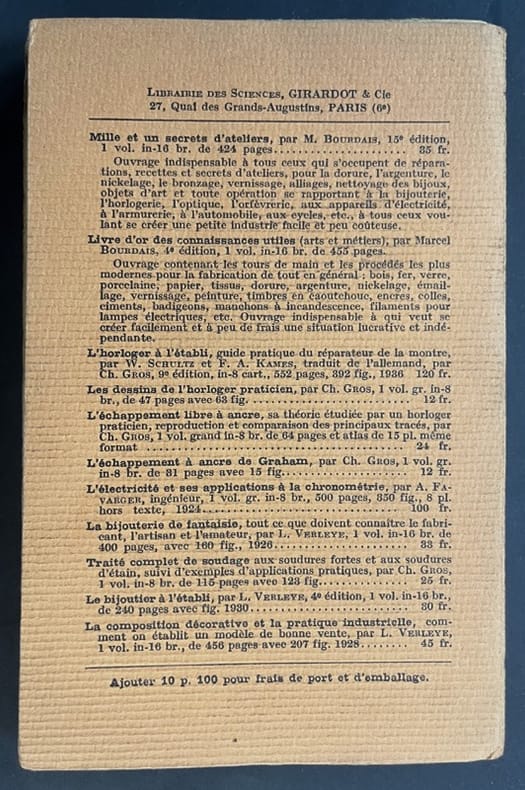 LIBRAIRIE DES SCIENCES, GIRARDOT & Cie
27, Quai des Grands-Augustins, PARIS (6e)
Mille et un secrets d'ateliers, par M. BOURDAIS, 15e édition,
1 vol. in-16 br. de 424 pages........................ 35 fr.
Ouvrage indispensable à tous ceux qui s'occupent de répara-
tions, recettes et secrets d'ateliers, pour la dorure, l'argenture, le
nickelage, le bronzage, vernissage, alliages, nettoyage des bijoux,
objets d'art et toute opération se rapportant à la bijouterie,
l'horlogerie, l'optique, l'orfèvrerie, aux appareils d'électricité,
à l'armurerie, à l'automobile, aux cycles, etc., à tous ceux vou-
lant se créer une petite industrie facile et peu coûteuse.
Livre d'or des connaissances utiles (arts et métiers), par Marcel
BOURDAIS, 4e édition, 1 vol. in-16 br. de 455 pages.
Ouvrage contenant les tours de main et les procédés les plus
modernes pour la fabrication de tout en général : bois, fer, verre,
porcelaine, papier, tissus, dorure, argenture, nickelage, émail-
lage, vernissage, peinture, timbres en caoutchouc, encres, colles,
ciments, badigeons, manchons à incandescence, filaments pour
lampes électriques, etc. Ouvrage indispensable à qui veut se
créer facilement et à peu de frais une situation lucrative et indé-
pendante.
L'horloger à l'établi, guide pratique du réparateur de la montre,
par W. SCHULTZ et F. A. KAMES, traduit de l'allemand, par
Ch. GROS, 9e édition, in-8 cart., 552 pages, 392 fig., 1936 120 fr.
Les dessins de l'horloger praticien, par Ch. GROS, 1 vol. gr. in-8
br., de 47 pages avec 63 fig. ........................ 12 fr.
L'échappement libre à ancre, sa théorie étudiée par un horloger
praticien, reproduction et comparaison des principaux tracés, par
Ch. GROS, 1 vol. grand in-8 br. de 64 pages et atlas de 15 pl. même
format ........................ 24 fr.
L'échappement à ancre de Graham, par Ch. GROS, 1 vol. gr.
in-8 br. de 81 pages avec 15 fig........................ 12 fr.
L'électricité et ses applications à la chronométrie, par A. FA-
VARGER, ingénieur, 1 vol. gr. in-8 br., 500 pages, 350 fig., 8 pl.
hors texte, 1924........................ 100 fr.
La bijouterie de fantaisie, tout ce que doivent connaître le fabri-
cant, l'artisan et l'amateur, par L. VERLEYE, 1 vol. in-16 br. de
400 pages, avec 160 fig., 1926........................ 33 fr.
Traité complet de soudage aux soudures fortes et aux soudures
d'étain, suivi d'exemples d'applications pratiques, par Ch. GROS,
1 vol. in-8 br. de 115 pages avec 123 fig........................ 25 fr.
Le bijoutier à l'établi, par L. VERLEYE, 4e édition, 1 vol. in-16 br.,
de 240 pages avec fig. 1930........................ 30 fr.
La composition décorative et la pratique industrielle, com-
ment on établit un modèle de bonne vente, par L. VERLEYE,
1 vol. in-16 br., de 456 pages avec 207 fig. 1928........ 45 fr.
Ajouter 10 p. 100 pour frais de port et d'emballage.